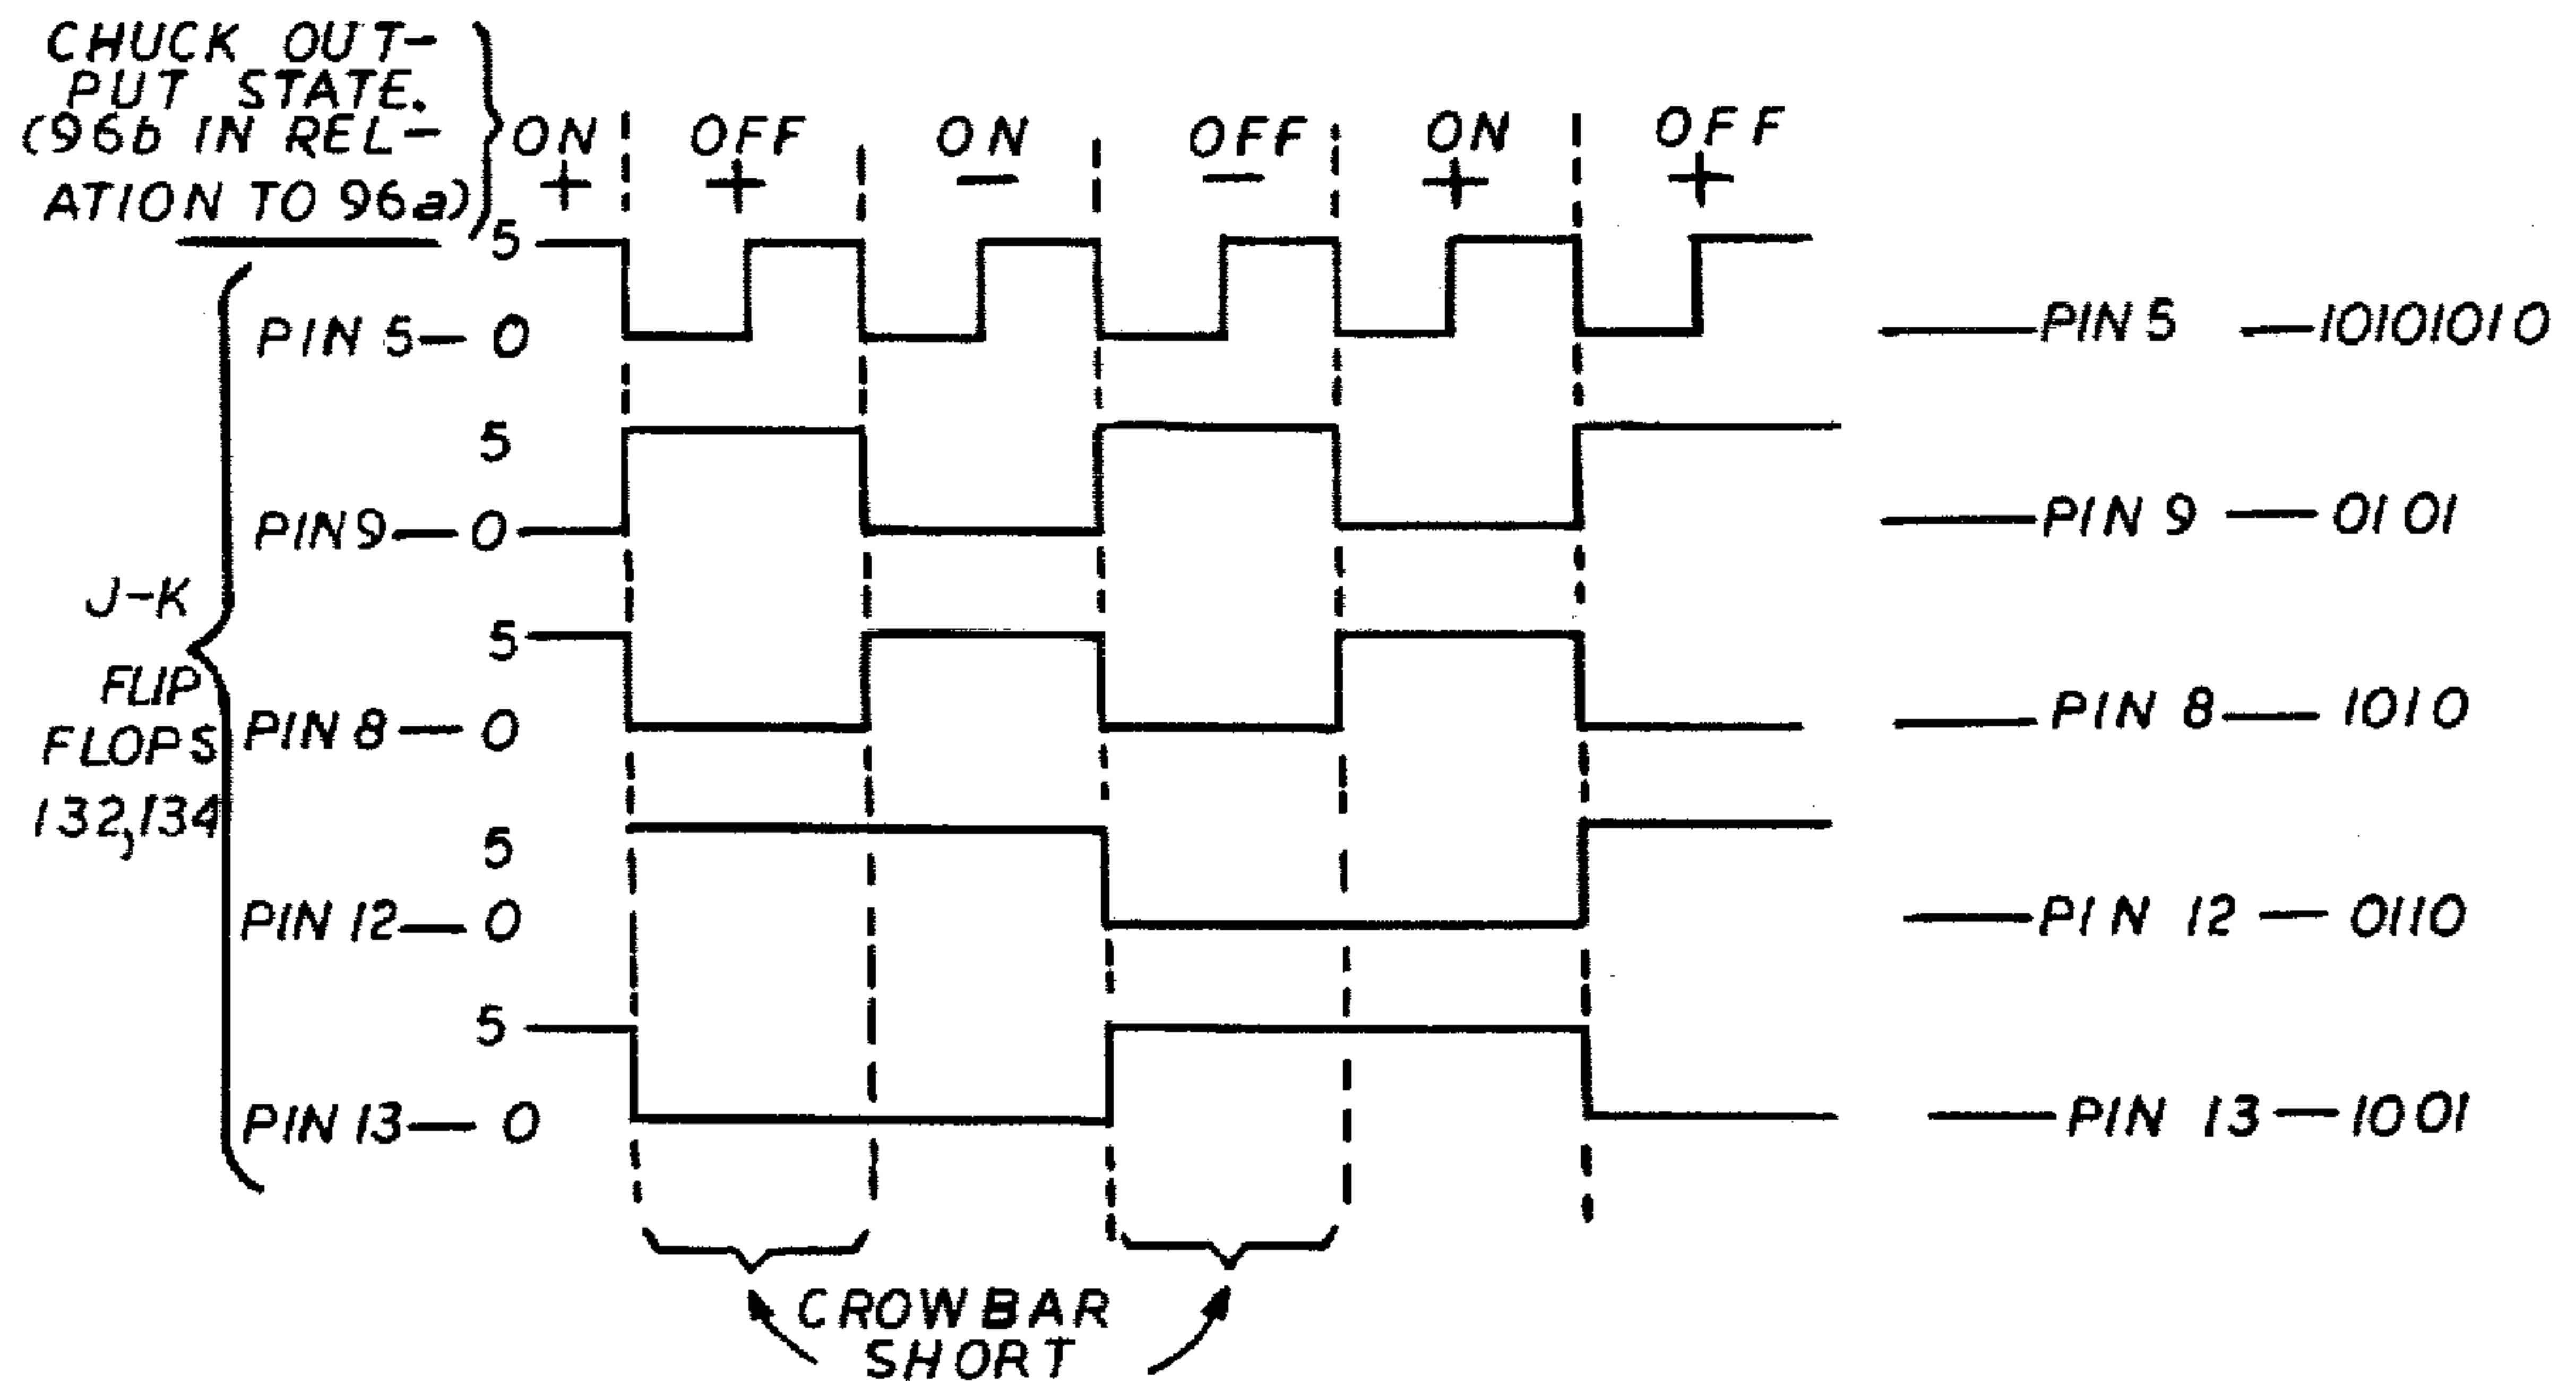 CHUCK OUT-
PUT STATE.
(96b IN REL-
ATION TO 96a)
ON OFF ON OFF ON OFF
+ + − − + +
5
PIN 5— 0
PIN 5 —10101010
5
PIN 9— 0
PIN 9 — 0101
J-K
FLIP
FLOPS
132,134
5
PIN 8— 0
PIN 8— 1010
5
PIN 12— 0
PIN 12 — 0110
5
PIN 13— 0
PIN 13—1001
CROWBAR
SHORT